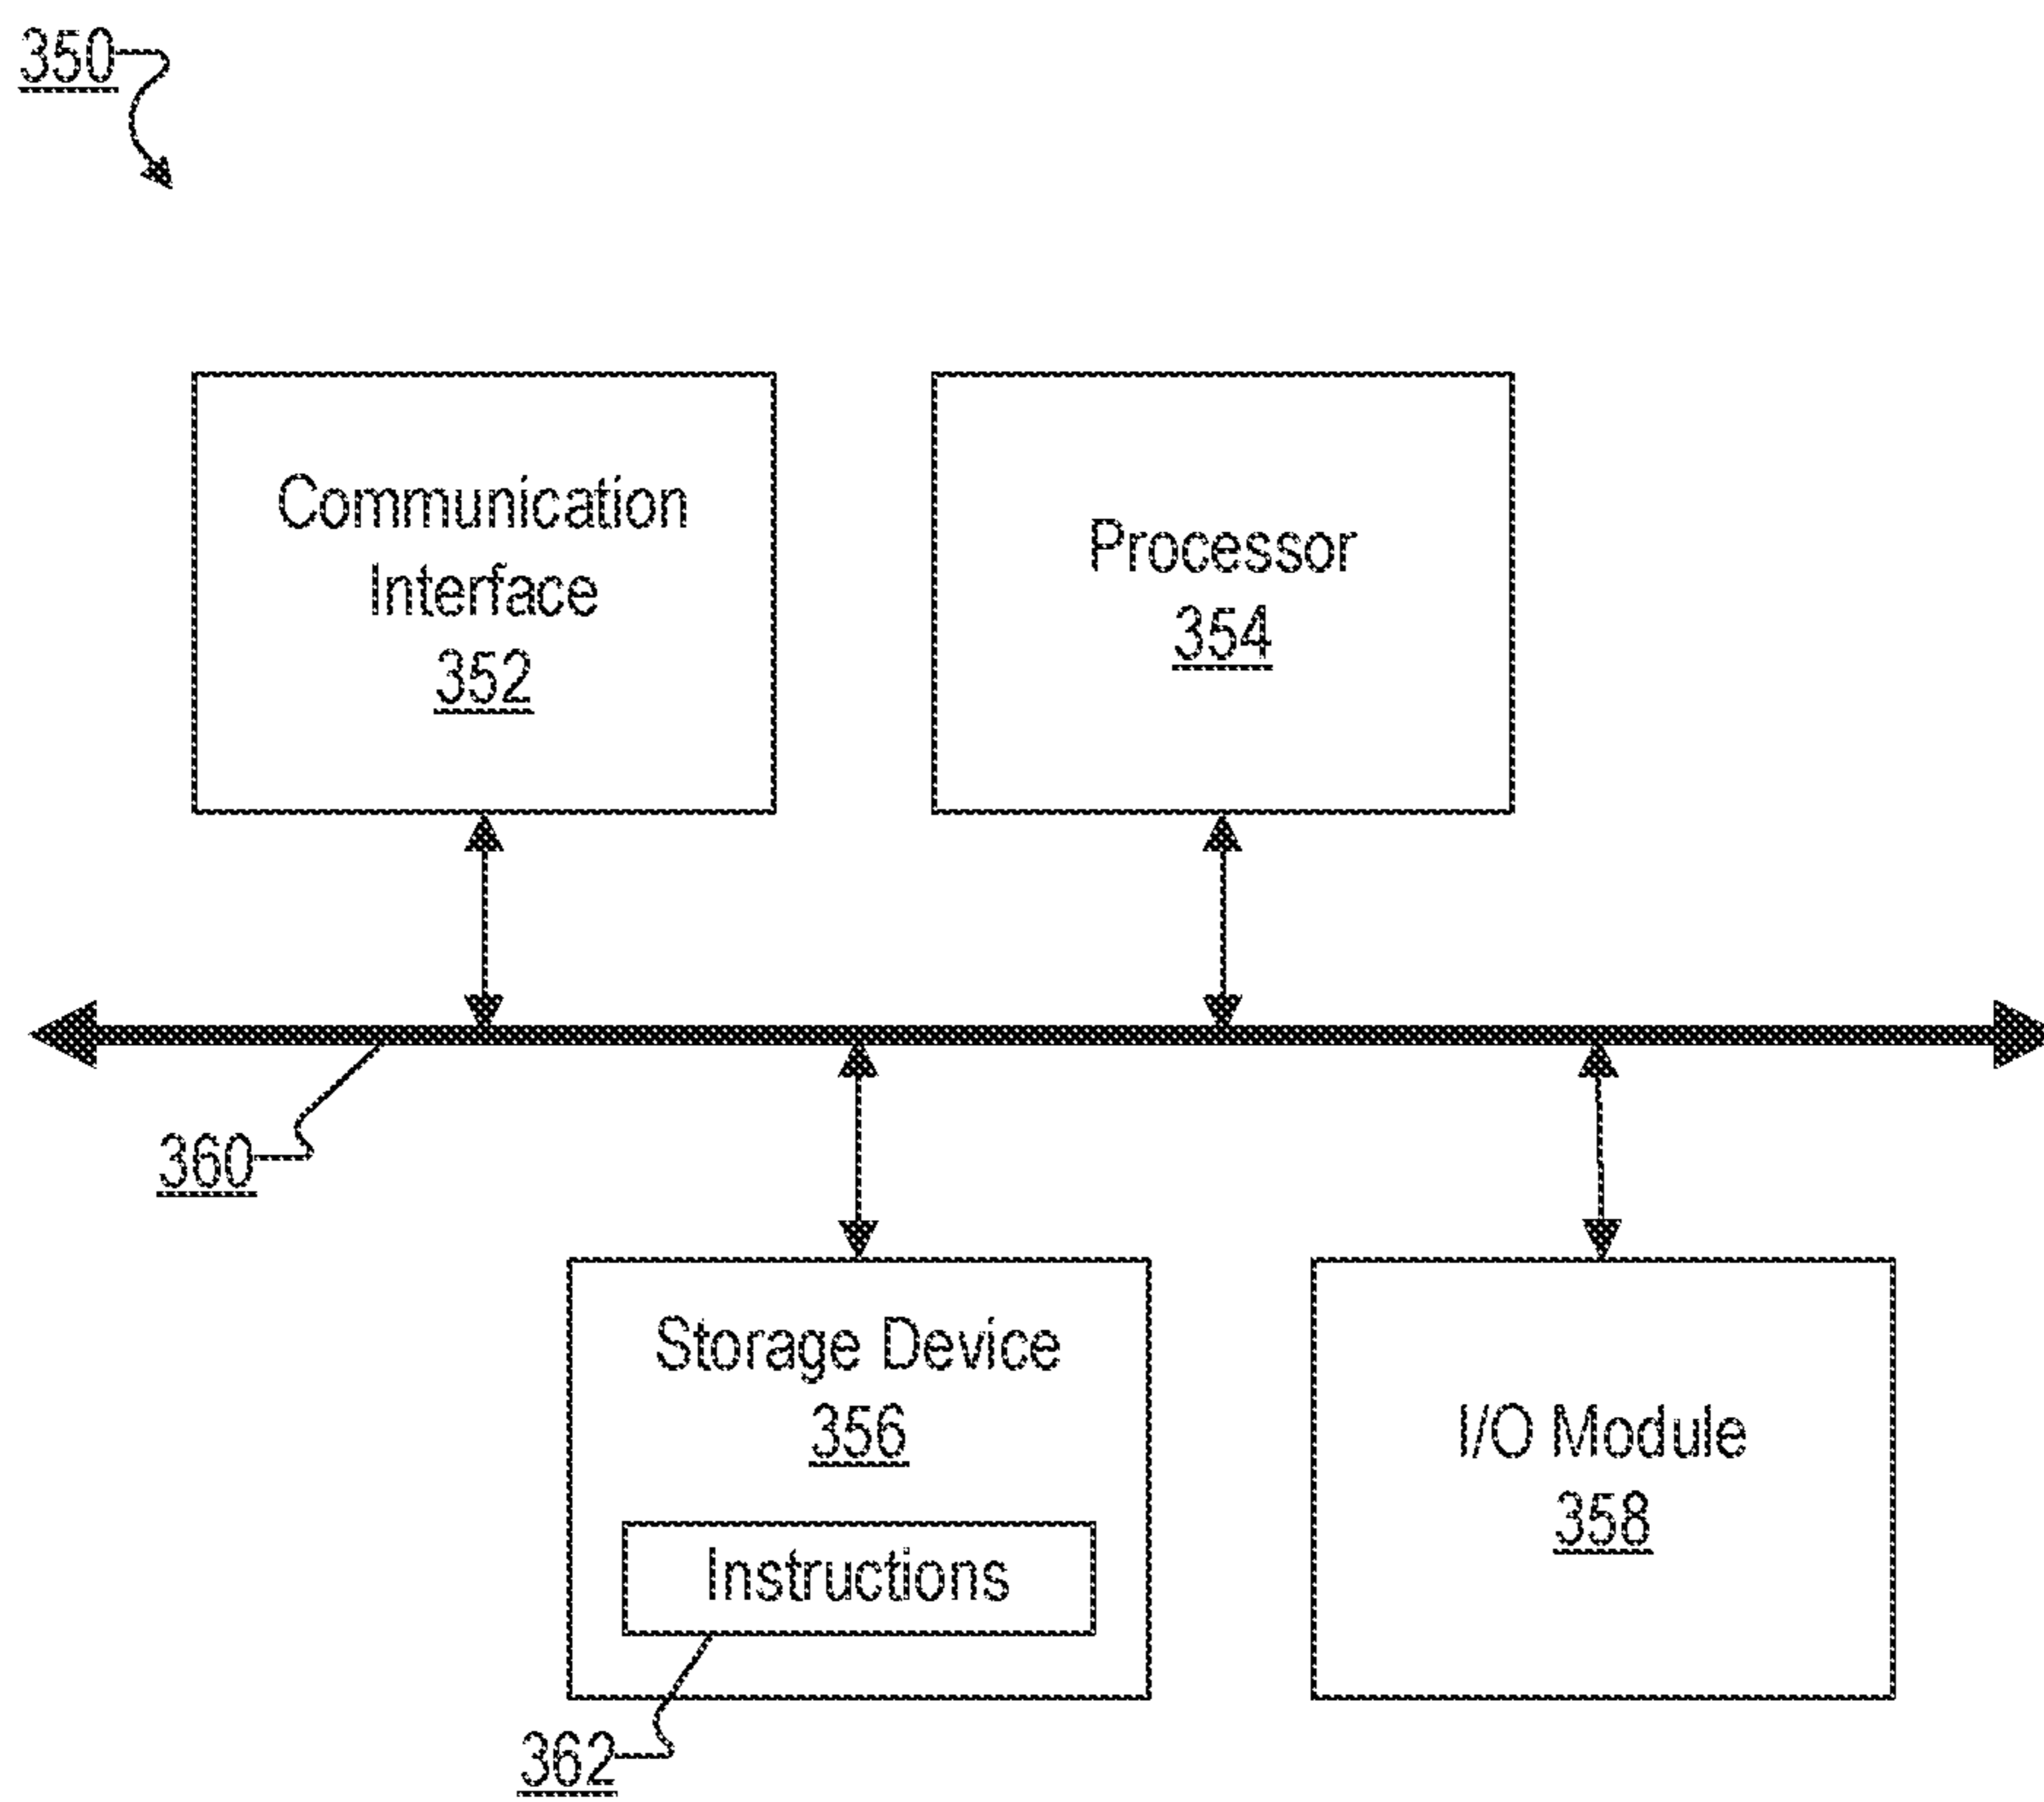 350
Communication
Interface
352
Processor
354
360
Storage Device
356
Instructions
362
I/O Module
358